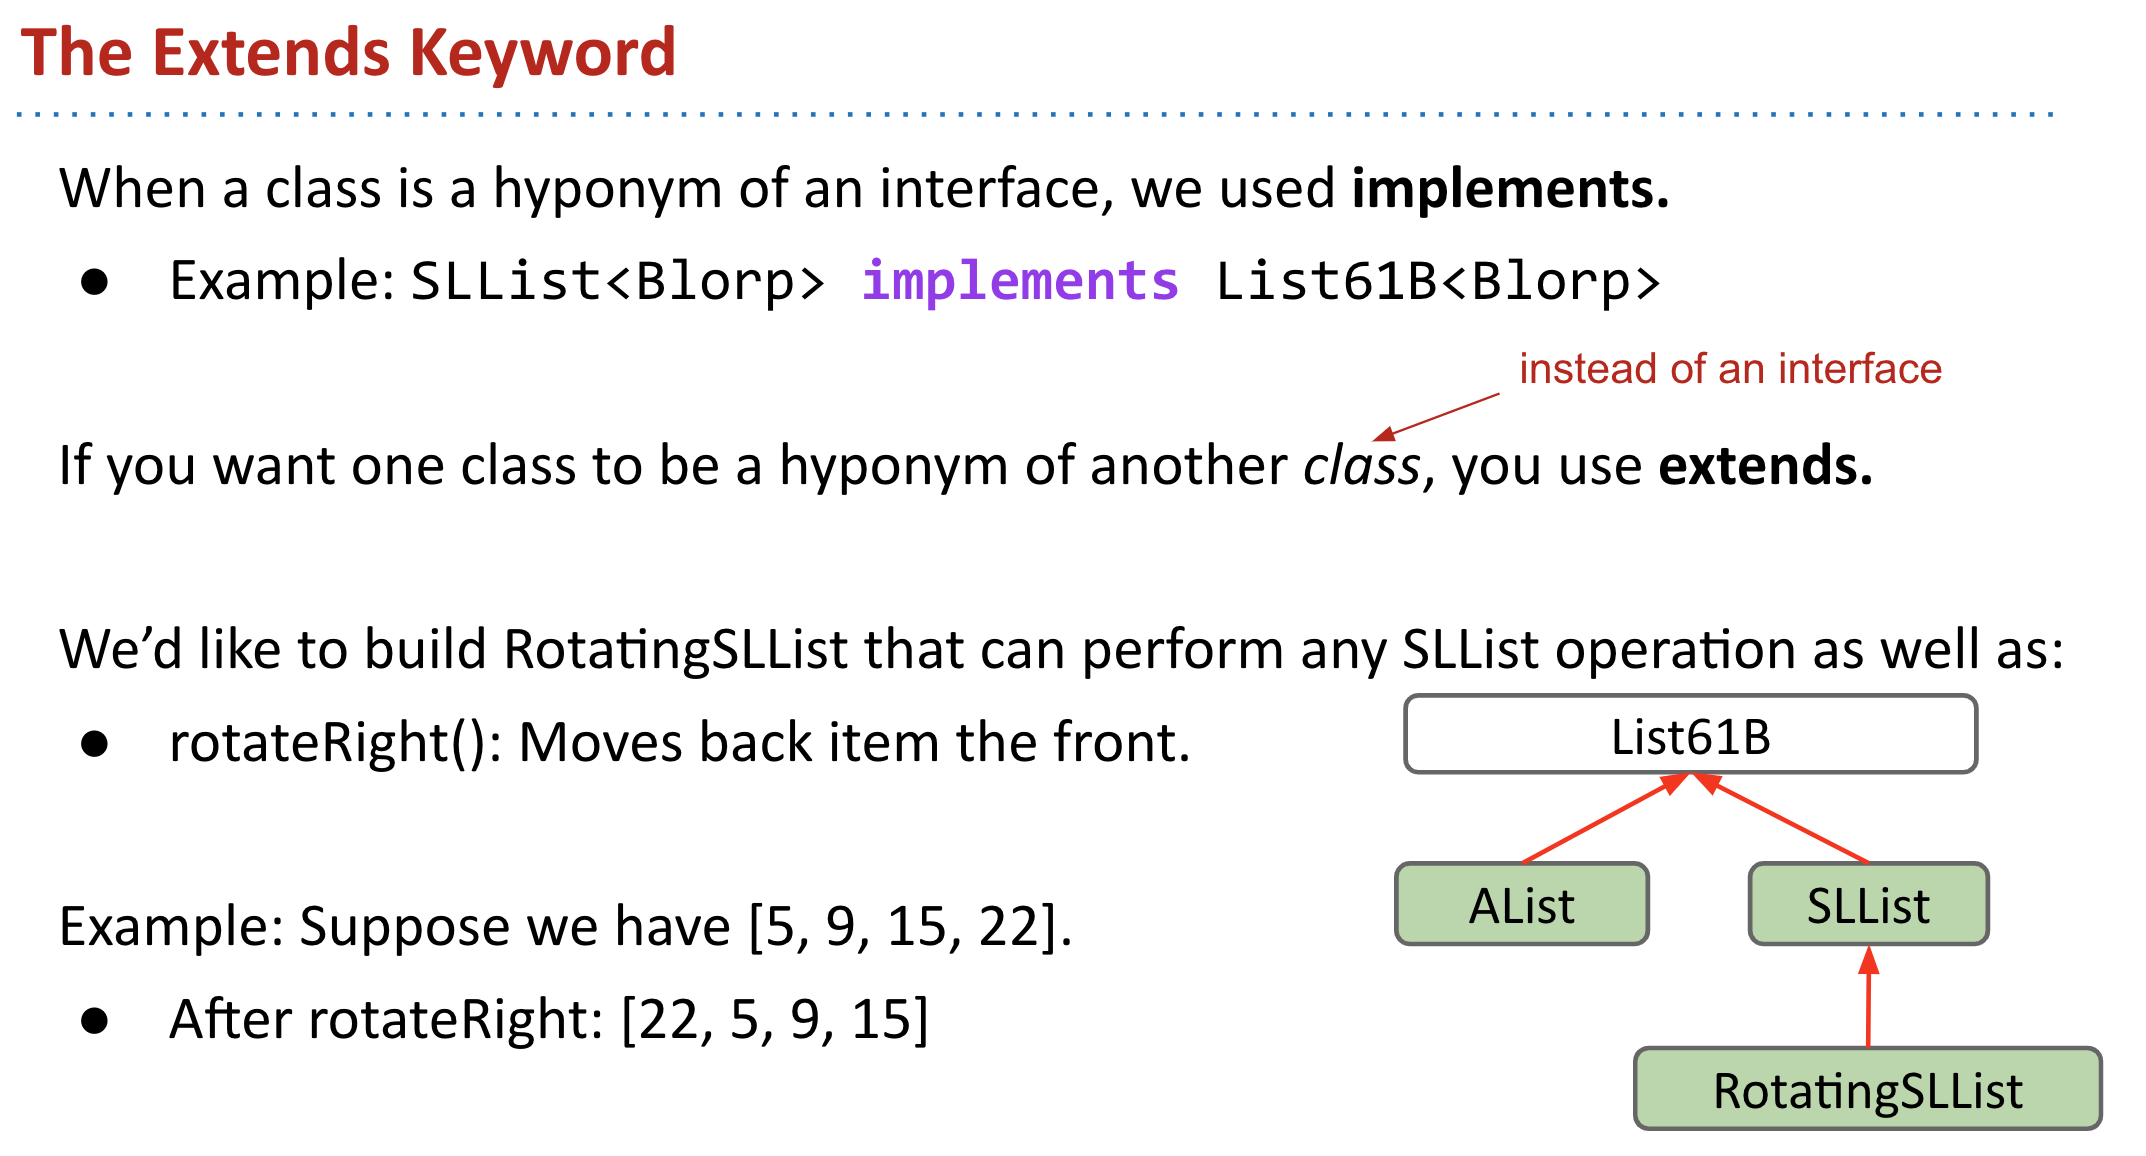 The Extends Keyword
When a class is a hyponym of an interface, we used implements.
● Example: SLList<Blorp> implements List61B<Blorp>
instead of an interface
If you want one class to be a hyponym of another class, you use extends.
We’d like to build RotatingSLList that can perform any SLList operation as well as:
● rotateRight(): Moves back item the front.
Example: Suppose we have [5, 9, 15, 22].
● After rotateRight: [22, 5, 9, 15]
List61B
AList
SLList
RotatingSLList